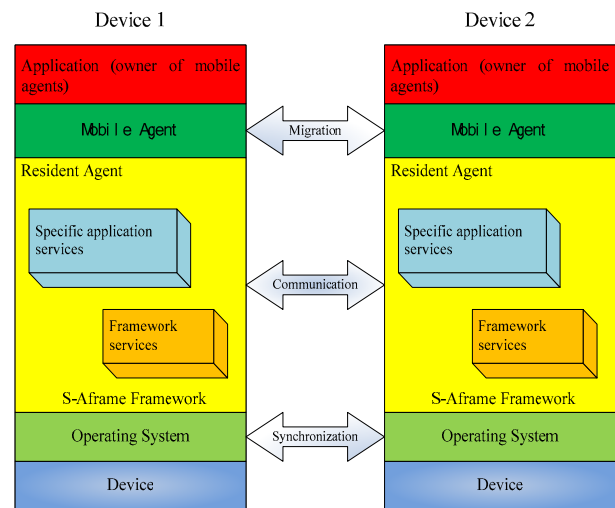 Device 1
Device 2
Application (owner of mobile
agents)
Application (owner of mobile
agents)
Mobile Agent
Migration
Mobile Agent
Resident Agent
Resident Agent
Specific application
services
Specific application
services
Communication
Framework
services
Framework
services
S-Aframe Framework
S-Aframe Framework
Operating System
Synchronization
Operating System
Device
Device